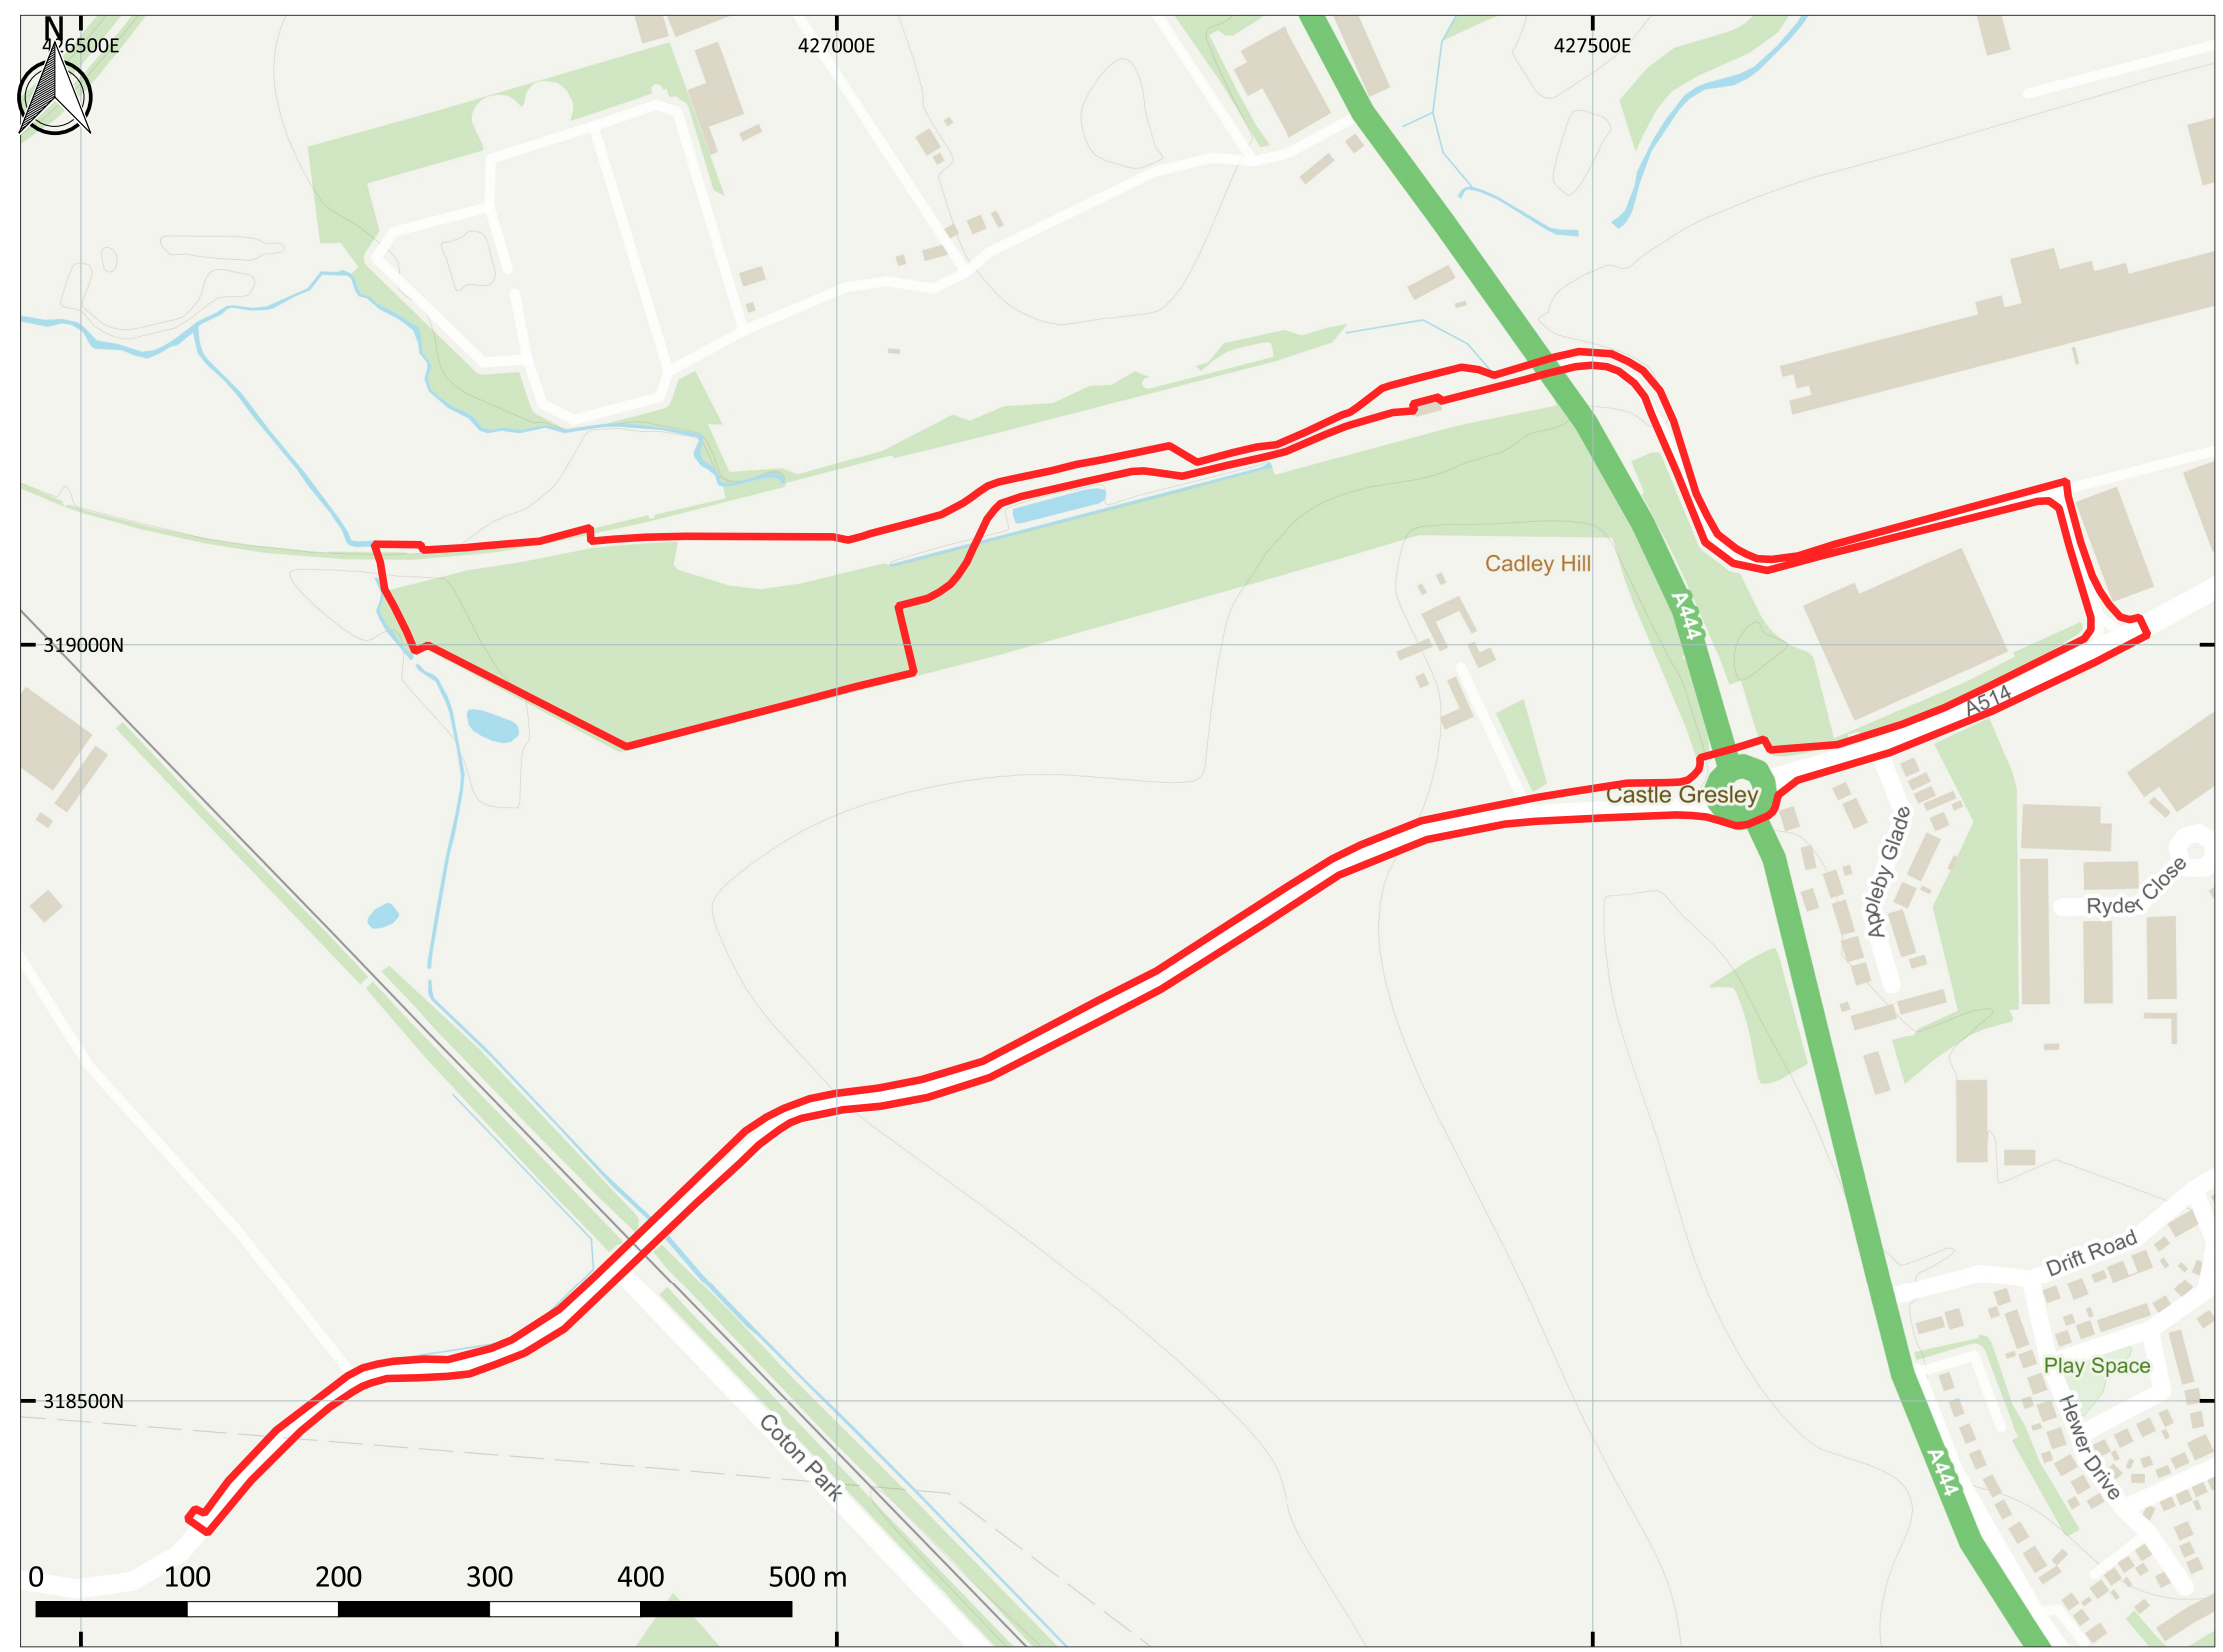 N
426500E
427000E
427500E
Cadley Hill
A444
319000N
A514
Castle Gresley
Appleby Glade
Ryder Close
Drift Road
Play Space
318500N
Hewer Drive
Coton Park
A444
0 100 200 300 400 500 m